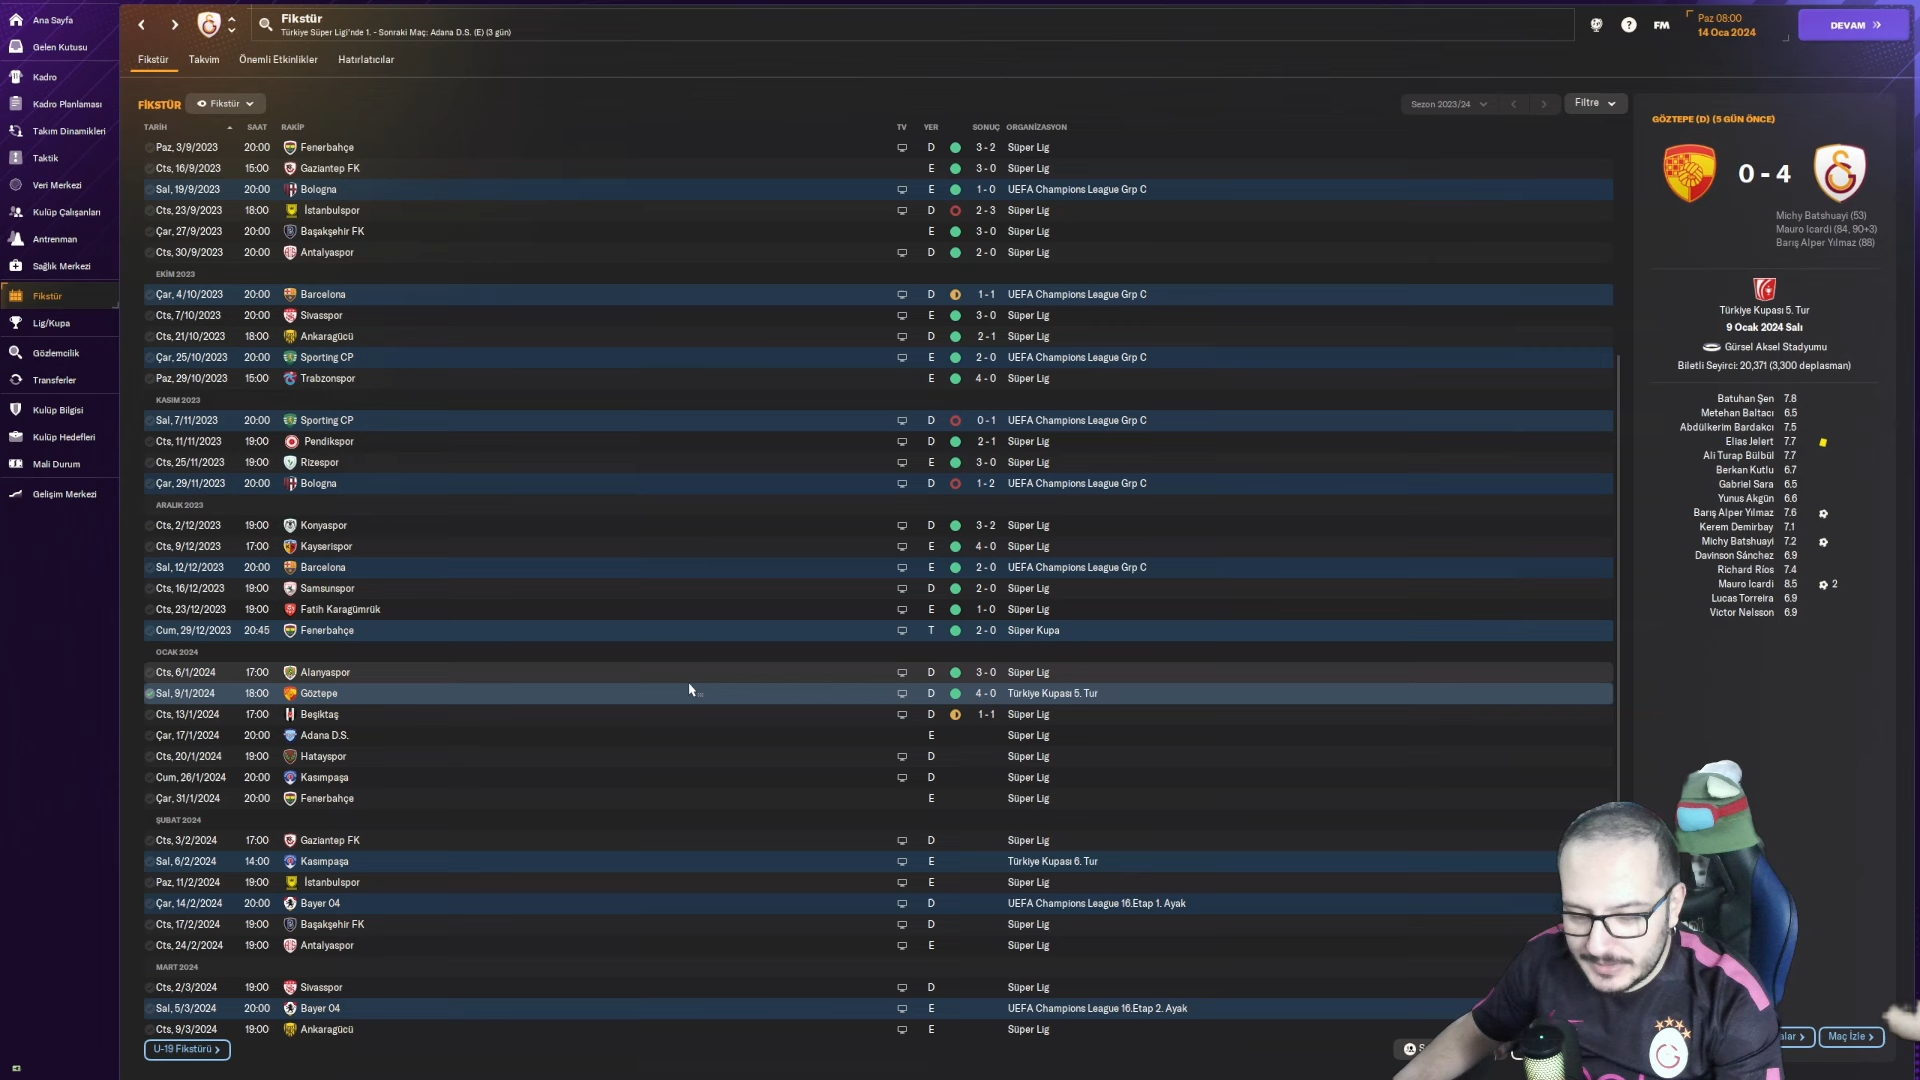 Ana Sayfa
Gelen Kutusu
Kadro
Kadro Planlaması
Takım Dinamikleri
Taktik
Veri Merkezi
Kulüp Çalışanları
Antrenman
Sağlık Merkezi
Fikstür
Lig/Kupa
Gözlemcilik
Transferler
Kulüp Bilgisi
Kulüp Hedefleri
Mali Durum
Gelişim Merkezi
Fikstür
Türkiye Süper Ligi'nde 1. - Sonraki Maç: Adana D.S. (E) (3 gün)
FM
Paz 08:00
14 Oca 2024
DEVAM
Fikstür Takvim Önemli Etkinlikler Hatırlatıcılar
FİKSTÜR Fikstür Sezon 2023/24 Filtre
TARİH SAAT RAKİP TV YER SONUÇ ORGANİZASYON
Paz, 3/9/2023 20:00 Fenerbahçe D 3 - 2 Süper Lig
Cts, 16/9/2023 15:00 Gaziantep FK E 3 - 0 Süper Lig
Sal, 19/9/2023 20:00 Bologna E 1 - 0 UEFA Champions League Grp C
Cts, 23/9/2023 18:00 İstanbulspor D 2 - 3 Süper Lig
Çar, 27/9/2023 20:00 Başakşehir FK E 3 - 0 Süper Lig
Cts, 30/9/2023 20:00 Antalyaspor D 2 - 0 Süper Lig
EKİM 2023
Çar, 4/10/2023 20:00 Barcelona D 1 - 1 UEFA Champions League Grp C
Cts, 7/10/2023 20:00 Sivasspor E 3 - 0 Süper Lig
Cts, 21/10/2023 18:00 Ankaragücü D 2 - 1 Süper Lig
Çar, 25/10/2023 20:00 Sporting CP E 2 - 0 UEFA Champions League Grp C
Paz, 29/10/2023 15:00 Trabzonspor E 4 - 0 Süper Lig
KASIM 2023
Sal, 7/11/2023 20:00 Sporting CP D 0 - 1 UEFA Champions League Grp C
Cts, 11/11/2023 19:00 Pendikspor D 2 - 1 Süper Lig
Cts, 25/11/2023 19:00 Rizespor E 3 - 0 Süper Lig
Çar, 29/11/2023 20:00 Bologna D 1 - 2 UEFA Champions League Grp C
ARALIK 2023
Cts, 2/12/2023 19:00 Konyaspor D 3 - 2 Süper Lig
Cts, 9/12/2023 17:00 Kayserispor E 4 - 0 Süper Lig
Sal, 12/12/2023 20:00 Barcelona E 2 - 0 UEFA Champions League Grp C
Cts, 16/12/2023 19:00 Samsunspor D 2 - 0 Süper Lig
Cts, 23/12/2023 19:00 Fatih Karagümrük E 1 - 0 Süper Lig
Cum, 29/12/2023 20:45 Fenerbahçe T 2 - 0 Süper Kupa
OCAK 2024
Cts, 6/1/2024 17:00 Alanyaspor D 3 - 0 Süper Lig
Sal, 9/1/2024 18:00 Göztepe D 4 - 0 Türkiye Kupası 5. Tur
Cts, 13/1/2024 17:00 Beşiktaş D 1 - 1 Süper Lig
Çar, 17/1/2024 20:00 Adana D.S. E Süper Lig
Cts, 20/1/2024 19:00 Hatayspor D Süper Lig
Cum, 26/1/2024 20:00 Kasımpaşa D Süper Lig
Çar, 31/1/2024 20:00 Fenerbahçe E Süper Lig
ŞUBAT 2024
Cts, 3/2/2024 17:00 Gaziantep FK D Süper Lig
Sal, 6/2/2024 14:00 Kasımpaşa E Türkiye Kupası 6. Tur
Paz, 11/2/2024 19:00 İstanbulspor E Süper Lig
Çar, 14/2/2024 20:00 Bayer 04 D UEFA Champions League 16.Etap 1. Ayak
Cts, 17/2/2024 19:00 Başakşehir FK D Süper Lig
Cts, 24/2/2024 19:00 Antalyaspor E Süper Lig
MART 2024
Cts, 2/3/2024 19:00 Sivasspor D Süper Lig
Sal, 5/3/2024 20:00 Bayer 04 E UEFA Champions League 16.Etap 2. Ayak
Cts, 9/3/2024 19:00 Ankaragücü E Süper Lig
U-19 Fikstürü
GÖZTEPE (D) (5 GÜN ÖNCE)
0 - 4
Michy Batshuayi (53)
Mauro Icardi (84, 90+3)
Barış Alper Yılmaz (88)
Türkiye Kupası 5. Tur
9 Ocak 2024 Salı
Gürsel Aksel Stadyumu
Biletli Seyirci: 20,371 (3,300 deplasman)
Batuhan Şen 7.8
Metehan Baltacı 6.5
Abdülkerim Bardakcı 7.5
Elias Jelert 7.7
Ali Turap Bülbül 7.7
Berkan Kutlu 6.7
Gabriel Sara 6.5
Yunus Akgün 6.6
Barış Alper Yılmaz 7.6
Kerem Demirbay 7.1
Michy Batshuayi 7.2
Davinson Sánchez 6.9
Richard Ríos 7.4
Mauro Icardi 8.5 2
Lucas Torreira 6.9
Victor Nelsson 6.9
Maç İzle